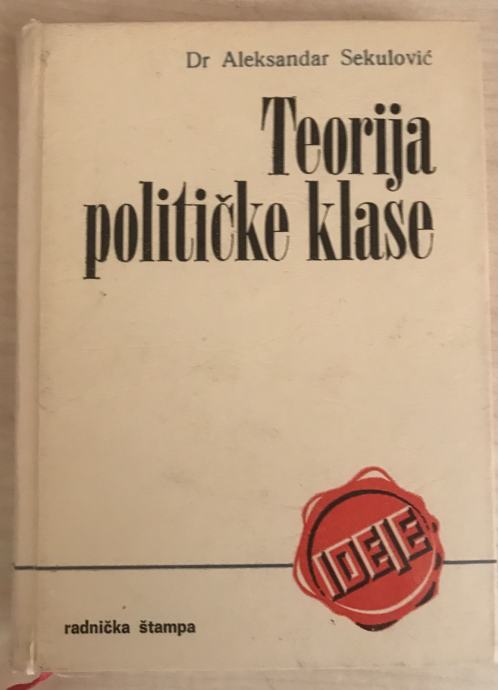 Dr Aleksandar Sekulović
Teorija
političke klase
IDEJE
radnička štampa